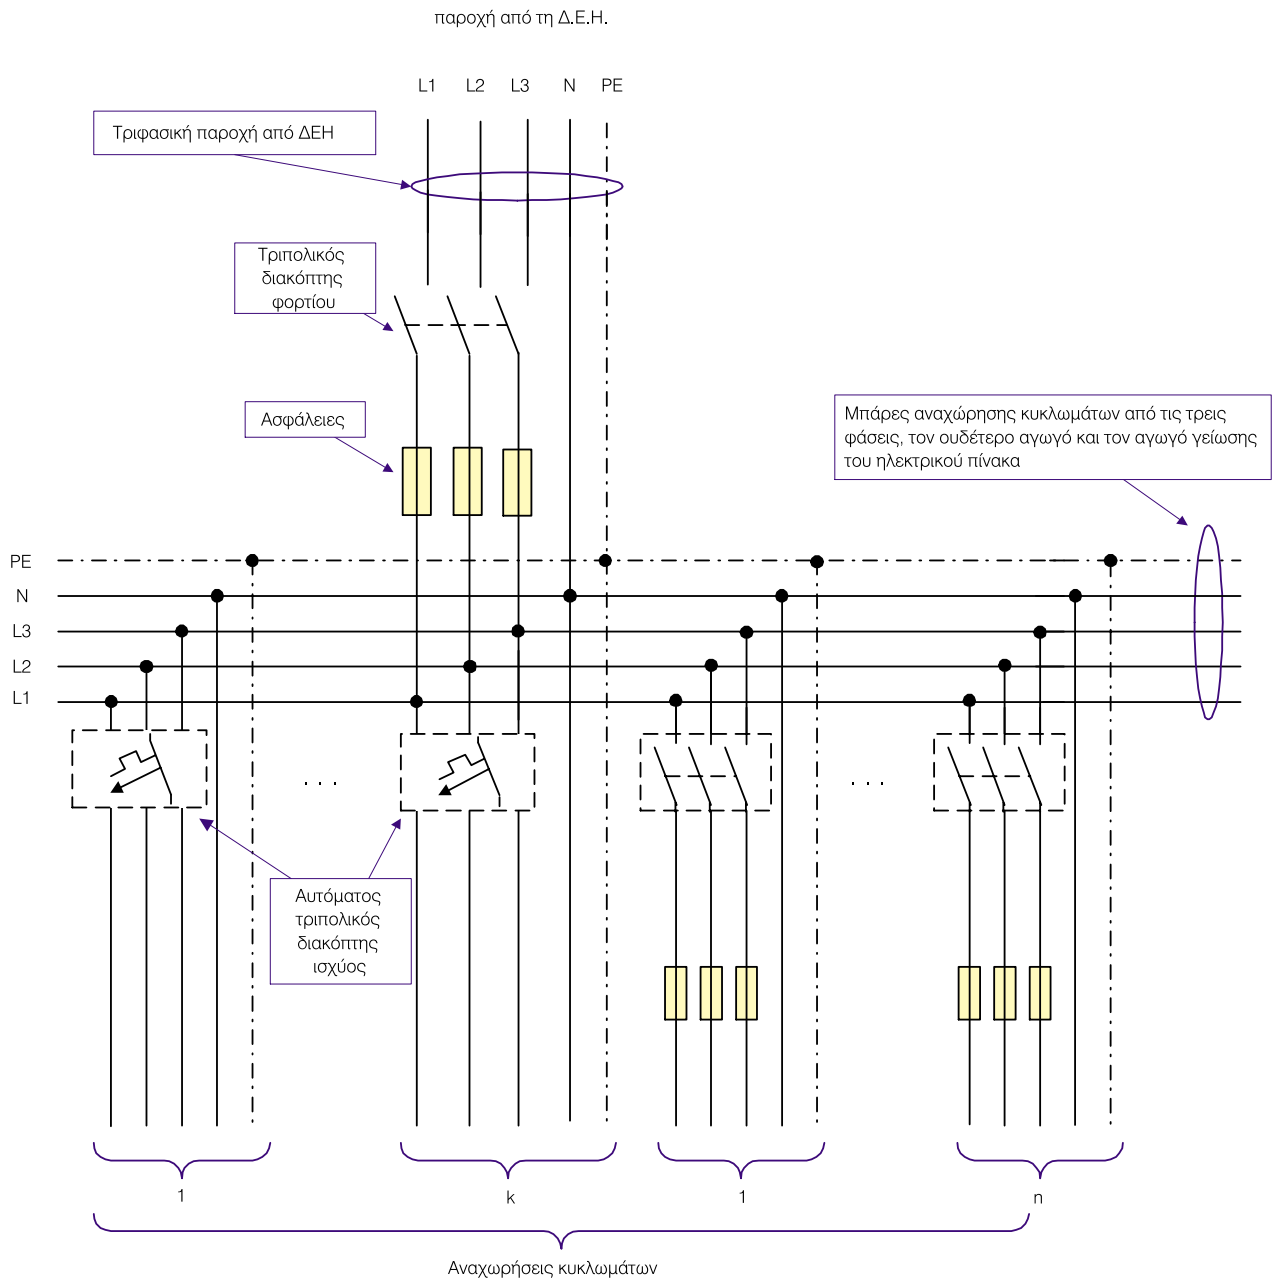 παροχή από τη Δ.Ε.Η.
L1 L2 L3 N PE
Τριφασική παροχή από ΔΕΗ
Τριπολικός
διακόπτης
φορτίου
Ασφάλειες
Μπάρες αναχώρησης κυκλωμάτων από τις τρεις
φάσεις, τον ουδέτερο αγωγό και τον αγωγό γείωσης
του ηλεκτρικού πίνακα
PE
N
L3
L2
L1
. . .
. . .
Αυτόματος
τριπολικός
διακόπτης
ισχύος
1 k 1 n
Αναχωρήσεις κυκλωμάτων